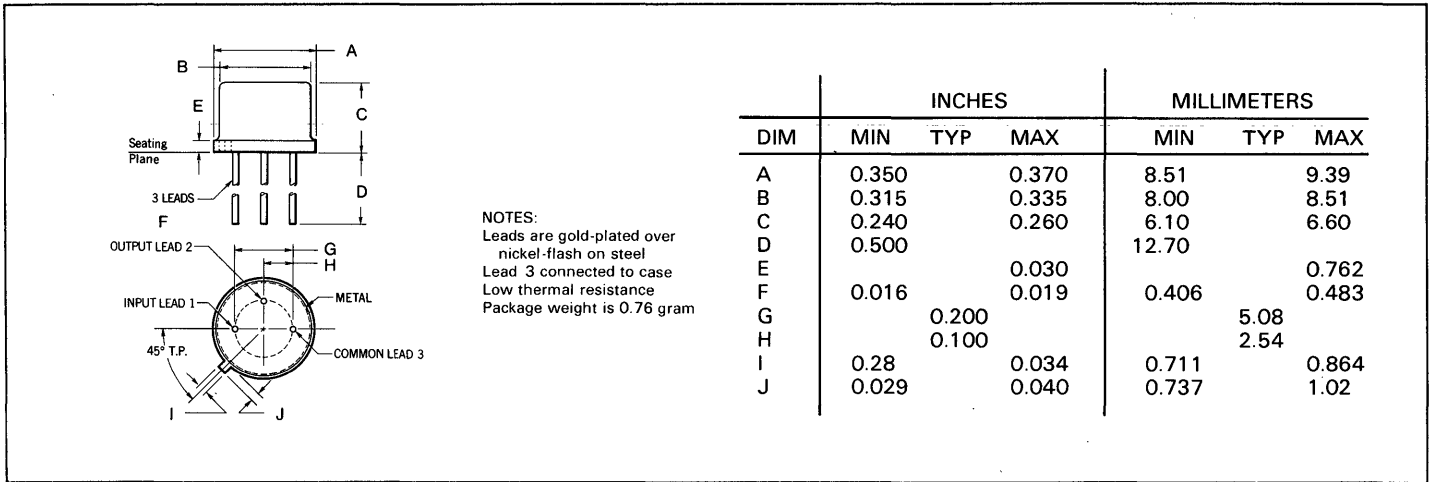 A
B
E
C
Seating
Plane
3 LEADS
D
F
OUTPUT LEAD 2
G
H
INPUT LEAD 1
METAL
45° T.P.
COMMON LEAD 3
I
J
NOTES:
Leads are gold-plated over
nickel-flash on steel
Lead 3 connected to case
Low thermal resistance
Package weight is 0.76 gram
INCHES MILLIMETERS
DIM MIN TYP MAX MIN TYP MAX
A 0.350 0.370 8.51 9.39
B 0.315 0.335 8.00 8.51
C 0.240 0.260 6.10 6.60
D 0.500 12.70
E 0.030 0.762
F 0.016 0.019 0.406 0.483
G 0.200 5.08
H 0.100 2.54
I 0.28 0.034 0.711 0.864
J 0.029 0.040 0.737 1.02